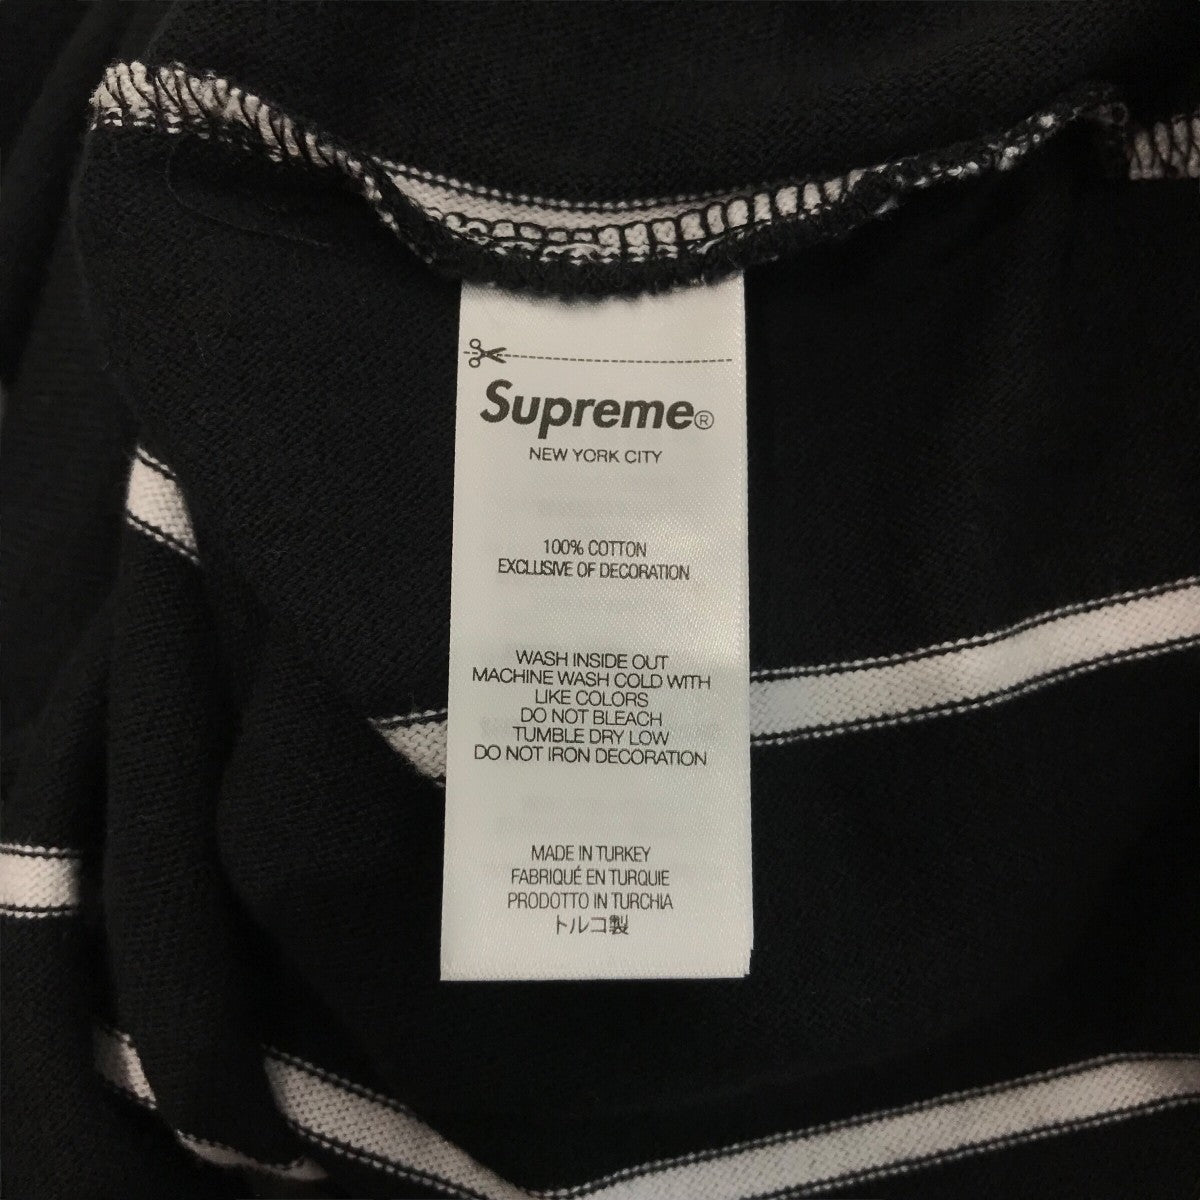 Supreme®
NEW YORK CITY
100% COTTON
EXCLUSIVE OF DECORATION
WASH INSIDE OUT
MACHINE WASH COLD WITH
LIKE COLORS
DO NOT BLEACH
TUMBLE DRY LOW
DO NOT IRON DECORATION
MADE IN TURKEY
FABRIQUÉ EN TURQUIE
PRODOTTO IN TURCHIA
トルコ製